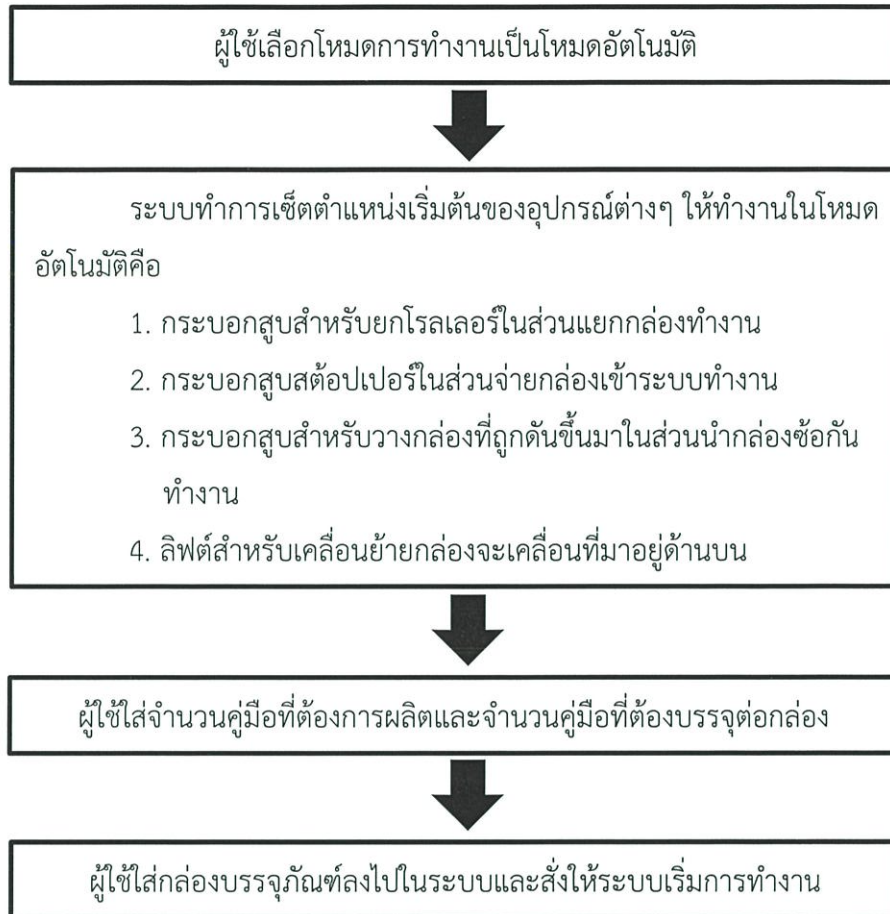 ผู้ใช้เลือกโหมดการทำงานเป็นโหมดอัตโนมัติ
ระบบทำการเซ็ตตำแหน่งเริ่มต้นของอุปกรณ์ต่างๆ ให้ทำงานในโหมด
อัตโนมัติคือ
1. กระบอกสูบสำหรับยกโรลเลอร์ในส่วนแยกกล่องทำงาน
2. กระบอกสูบสต้อปเปอร์ในส่วนจ่ายกล่องเข้าระบบทำงาน
3. กระบอกสูบสำหรับวางกล่องที่ถูกดันขึ้นมาในส่วนนำกล่องซ้อกัน
ทำงาน
4. ลิฟต์สำหรับเคลื่อนย้ายกล่องจะเคลื่อนที่มาอยู่ด้านบน
ผู้ใช้ใส่จำนวนคู่มือที่ต้องการผลิตและจำนวนคู่มือที่ต้องบรรจุต่อกล่อง
ผู้ใช้ใส่กล่องบรรจุภัณฑ์ลงไปในระบบและสั่งให้ระบบเริ่มการทำงาน